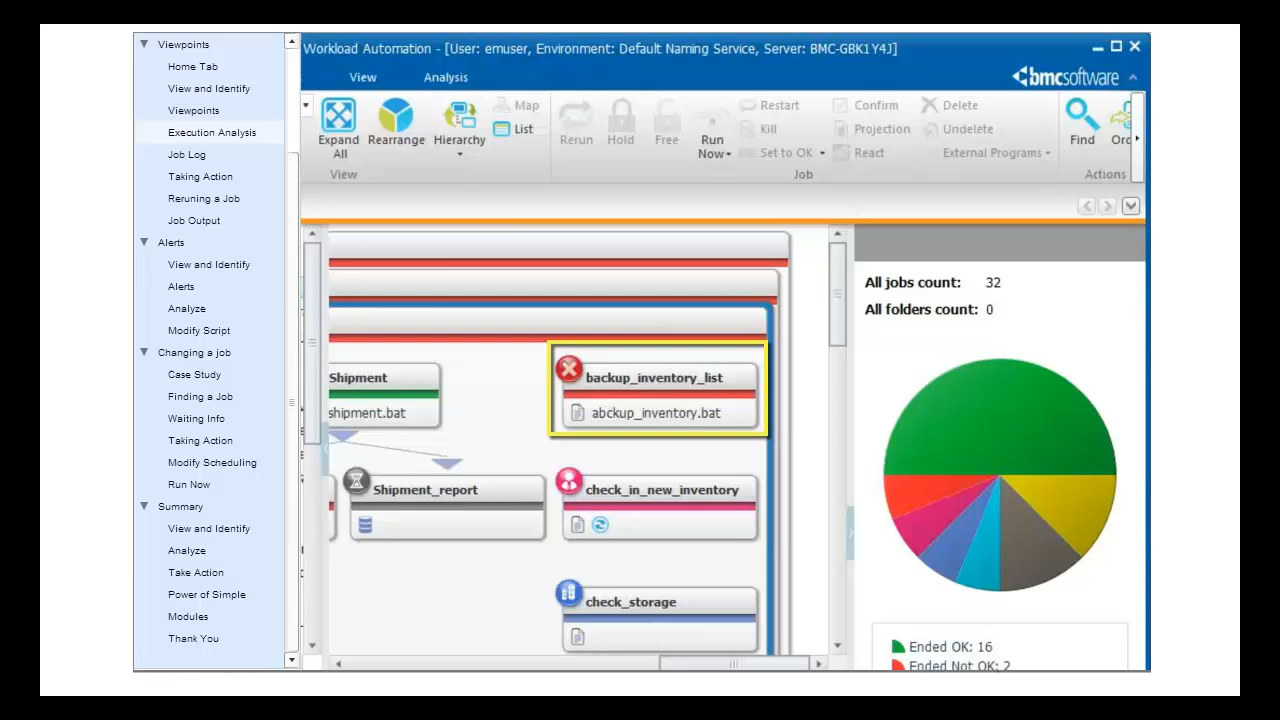 Viewpoints
Home Tab
View and Identify
Viewpoints
Execution Analysis
Job Log
Taking Action
Reruning a Job
Job Output
Alerts
View and Identify
Alerts
Analyze
Modify Script
Changing a job
Case Study
Finding a Job
Waiting Info
Taking Action
Modify Scheduling
Run Now
Summary
View and Identify
Analyze
Take Action
Power of Simple
Modules
Thank You
Workload Automation - [User: emuser, Environment: Default Naming Service, Server: BMC-GBK1Y4J]
View Analysis
bmcsoftware
Expand All
Rearrange
Hierarchy
Map
List
View
Rerun
Hold
Free
Run Now
Restart
Kill
Set to OK
Confirm
Projection
React
Delete
Undelete
External Programs
Job
Find
Orc
Actions
Shipment
shipment.bat
backup_inventory_list
abckup_inventory.bat
Shipment_report
check_in_new_inventory
check_storage
All jobs count: 32
All folders count: 0
Ended OK: 16
Ended Not OK: 2